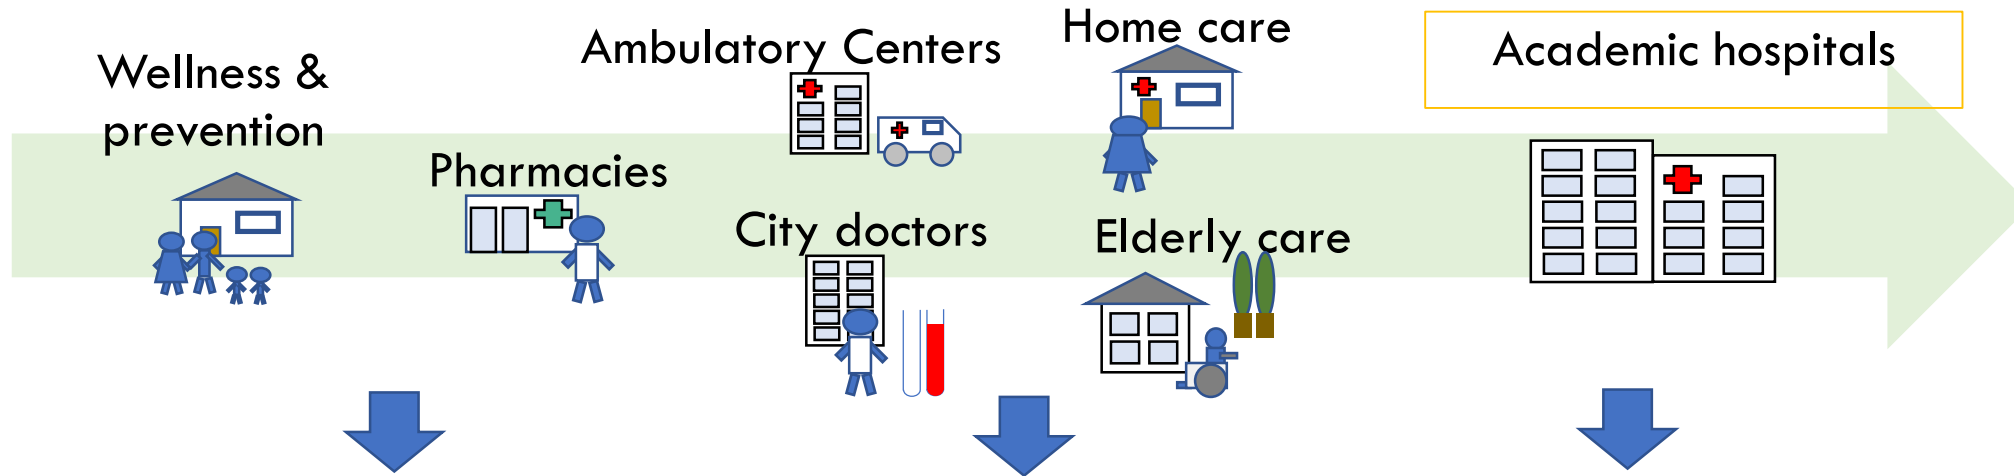 Wellness &
prevention
Pharmacies
Ambulatory Centers
City doctors
Home care
Elderly care
Academic hospitals